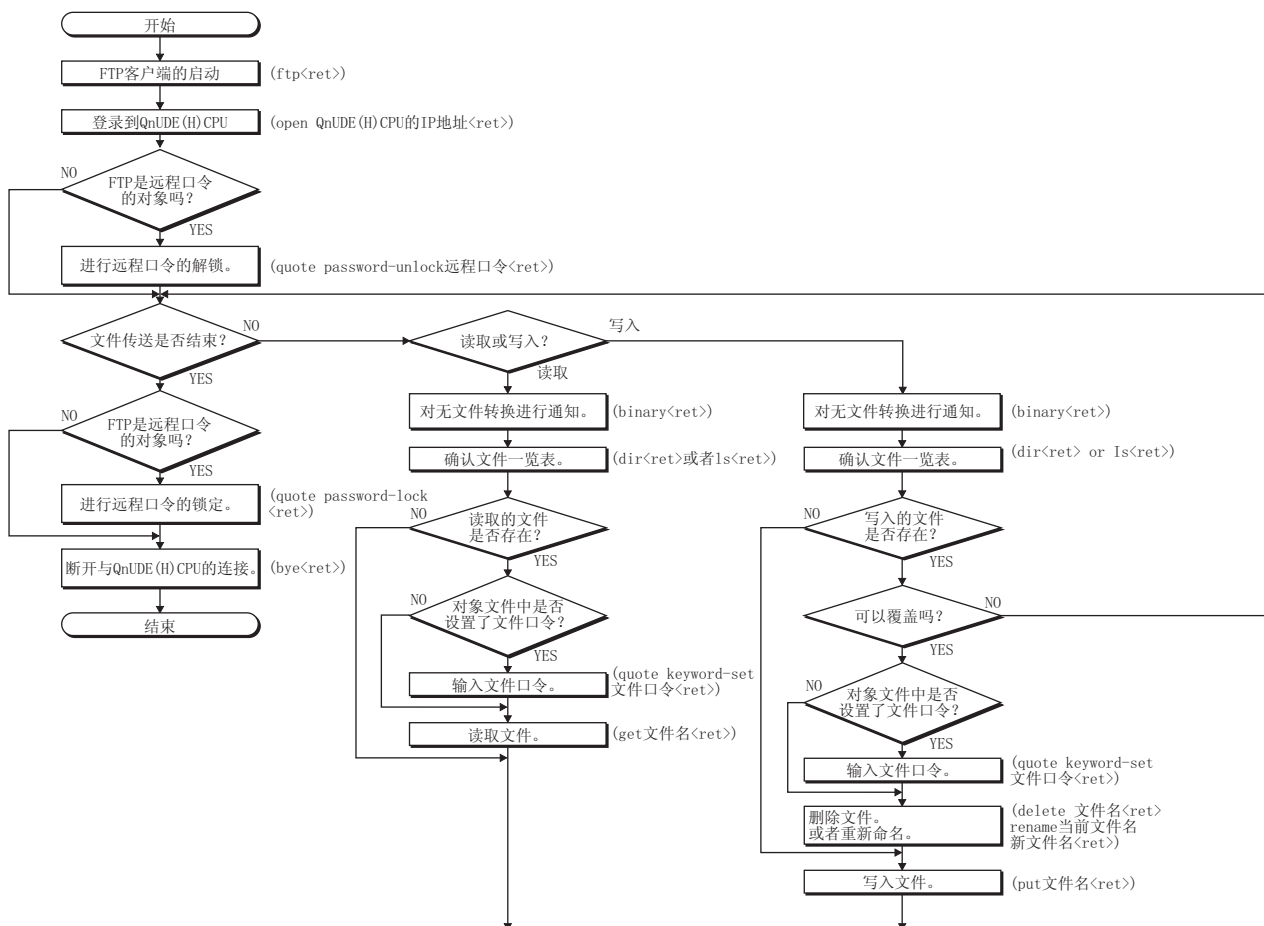 开始
FTP客户端的启动
(ftp<ret>)
登录到QnUDE(H)CPU
(open QnUDE(H)CPU的IP地址<ret>)
NO
FTP是远程口令
的对象吗?
YES
进行远程口令的解锁。
(quote password-unlock远程口令<ret>)
文件传送是否结束?
NO
YES
NO
FTP是远程口令
的对象吗?
YES
进行远程口令的锁定。
(quote password-lock
<ret>)
断开与QnUDE(H)CPU的连接。
(bye<ret>)
结束
读取或写入?
写入
读取
对无文件转换进行通知。
(binary<ret>)
确认文件一览表。
(dir<ret>或者ls<ret>)
NO
读取的文件
是否存在?
YES
NO
对象文件中是否
设置了文件口令?
YES
输入文件口令。
(quote keyword-set
文件口令<ret>)
读取文件。
(get文件名<ret>)
对无文件转换进行通知。
(binary<ret>)
确认文件一览表。
(dir<ret> or Is<ret>)
NO
写入的文件
是否存在?
YES
可以覆盖吗?
NO
YES
NO
对象文件中是否
设置了文件口令?
YES
输入文件口令。
(quote keyword-set
文件口令<ret>)
删除文件。
或者重新命名。
(delete 文件名<ret>
rename当前文件名
新文件名<ret>)
写入文件。
(put文件名<ret>)